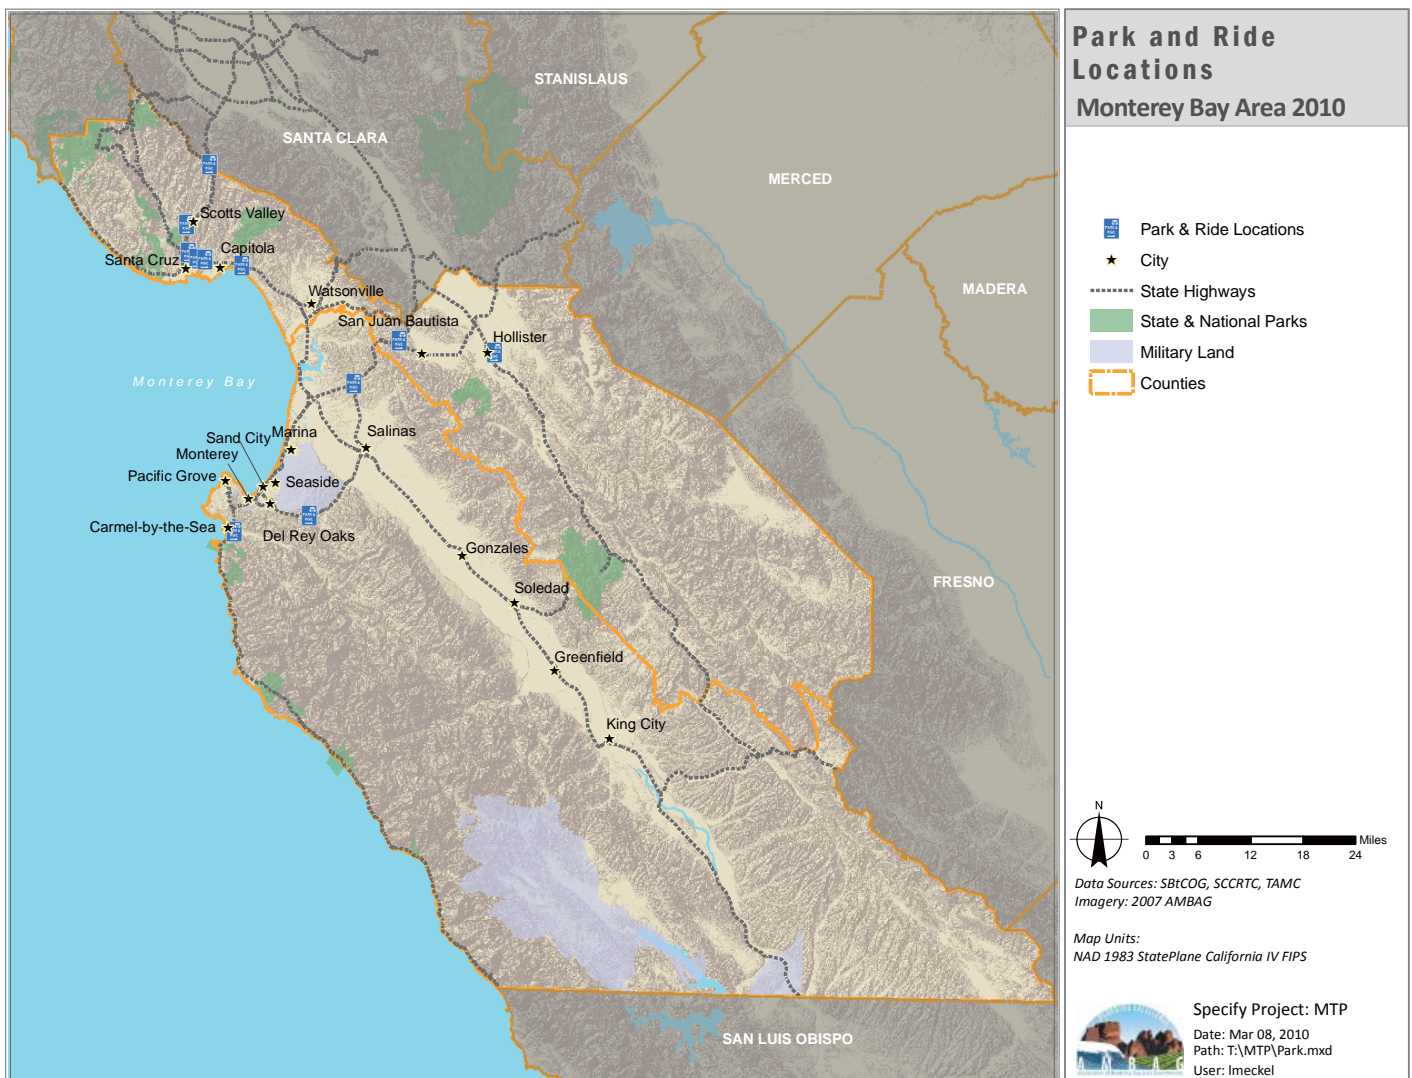 Park and Ride
Locations
Monterey Bay Area 2010
STANISLAUS
SANTA CLARA
MERCED
MADERA
FRESNO
SAN LUIS OBISPO
Scotts Valley
Capitola
Santa Cruz
Watsonville
San Juan Bautista
Hollister
Monterey Bay
Marina
Sand City
Salinas
Monterey
Pacific Grove
Seaside
Carmel-by-the-Sea
Del Rey Oaks
Gonzales
Soledad
Greenfield
King City
Park & Ride Locations
City
State Highways
State & National Parks
Military Land
Counties
N
Miles
0 3 6 12 18 24
Data Sources: SBtCOG, SCCRTC, TAMC
Imagery: 2007 AMBAG
Map Units:
NAD 1983 StatePlane California IV FIPS
Specify Project: MTP
Date: Mar 08, 2010
Path: T:\MTP\Park.mxd
User: lmeckel